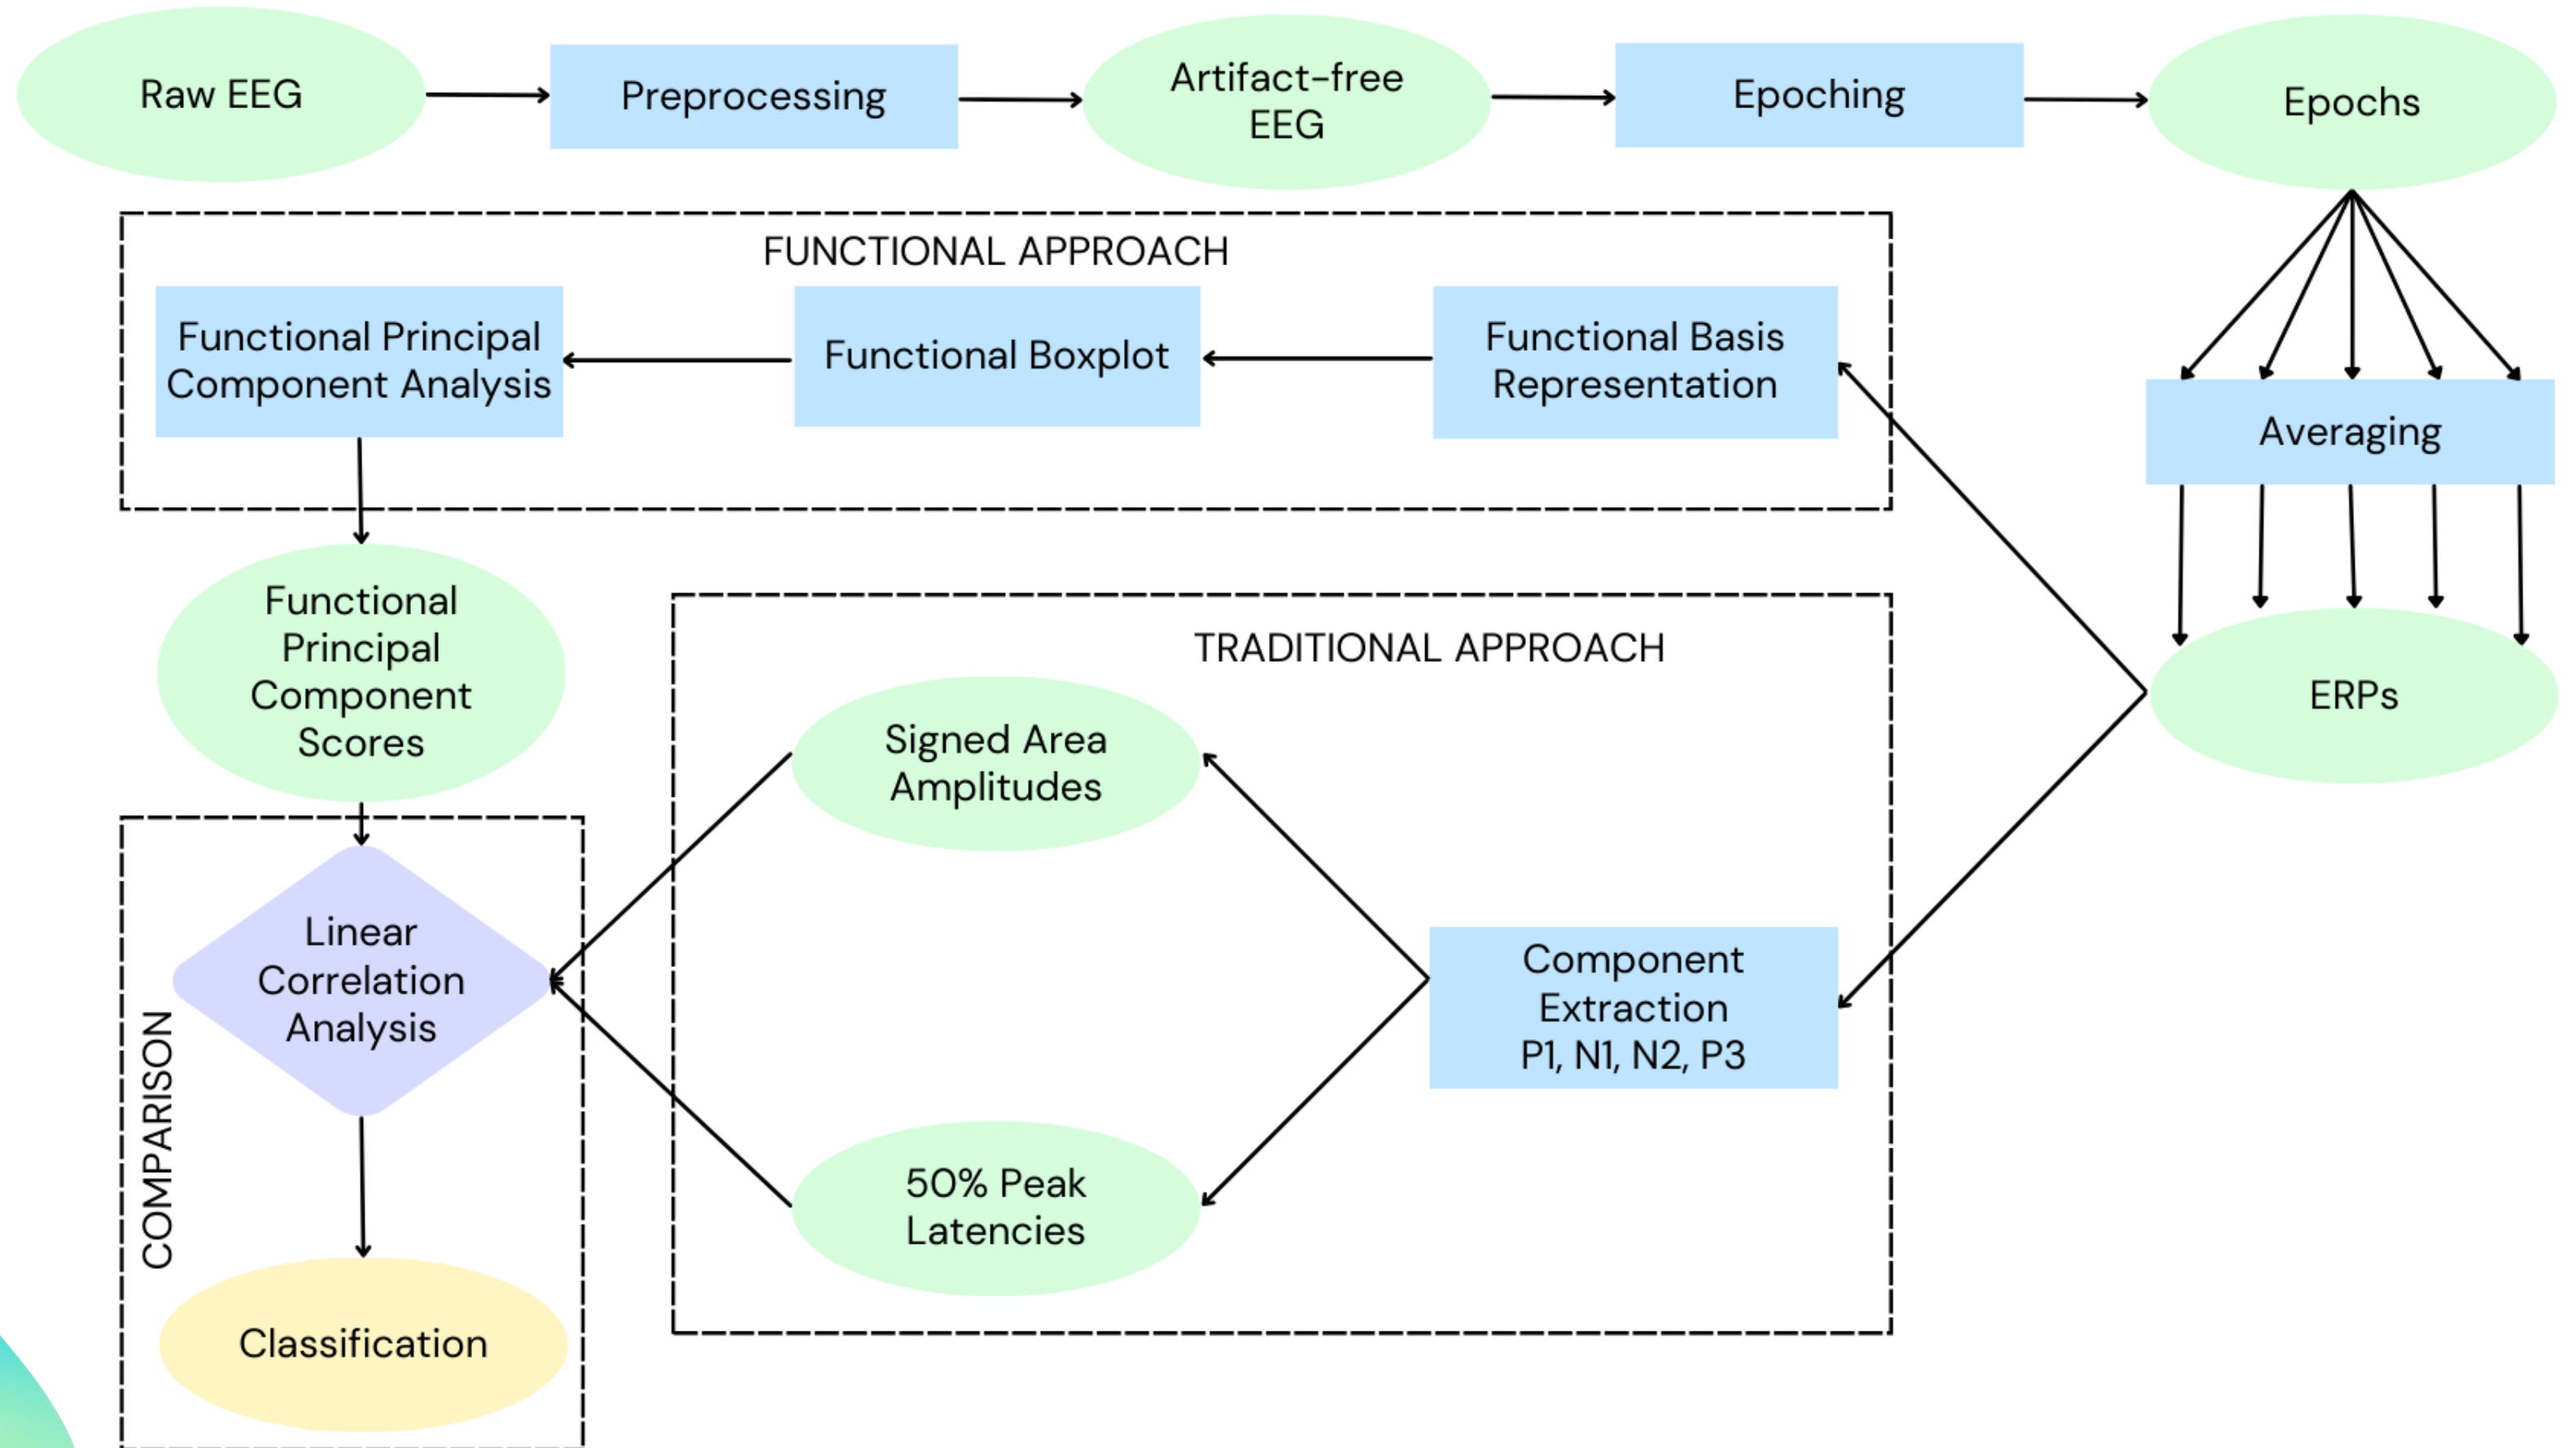 Raw EEG
Preprocessing
Artifact-free
EEG
Epoching
Epochs
FUNCTIONAL APPROACH
Functional Principal
Component Analysis
Functional Boxplot
Functional Basis
Representation
Averaging
Functional
Principal
Component
Scores
TRADITIONAL APPROACH
Signed Area
Amplitudes
ERPs
Linear
Correlation
Analysis
Component
Extraction
P1, N1, N2, P3
COMPARISON
50% Peak
Latencies
Classification